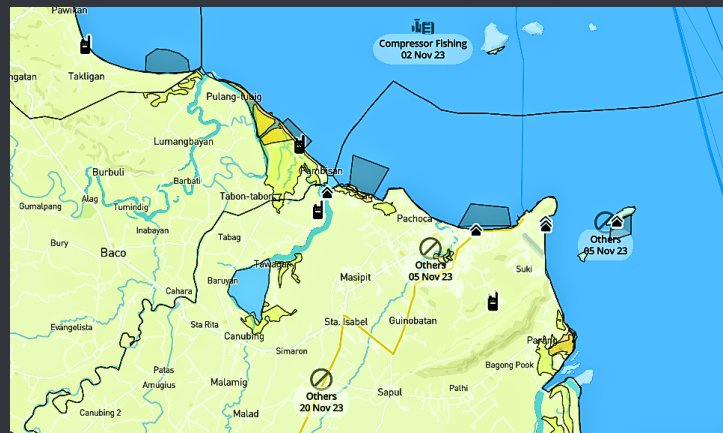 Pawikan
Compressor Fishing
02 Nov 23
ngatan
Takligan
Pulang-tubig
Lumangbayan
Burbuli
Barbati
Pambisan
Alag
Gumalpang
Tumindig
Tabon-tabon
Inabayan
Pachoca
Tabag
Bury
Baco
Others
05 Nov 23
Others
05 Nov 23
Tawagan
Masipit
Suki
Baruyan
Cahara
Sta. Isabel
Guinobatan
Evangelista
Sta Rita
Canubing
Parang
Simaron
Bagong Pook
Patas
Amugius
Malamig
Sapul
Palhi
Others
20 Nov 23
Canubing 2
Malad